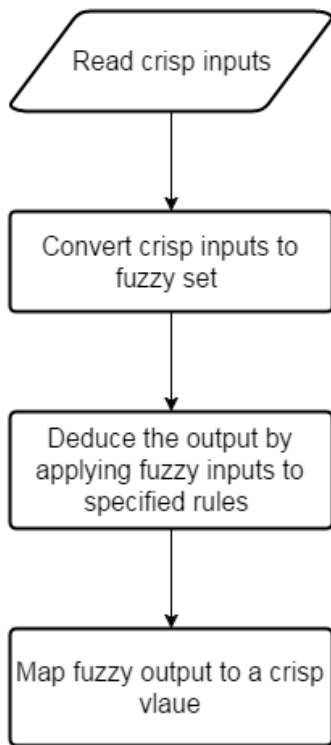 Read crisp inputs
Convert crisp inputs to
fuzzy set
Deduce the output by
applying fuzzy inputs to
specified rules
Map fuzzy output to a crisp
vlaue